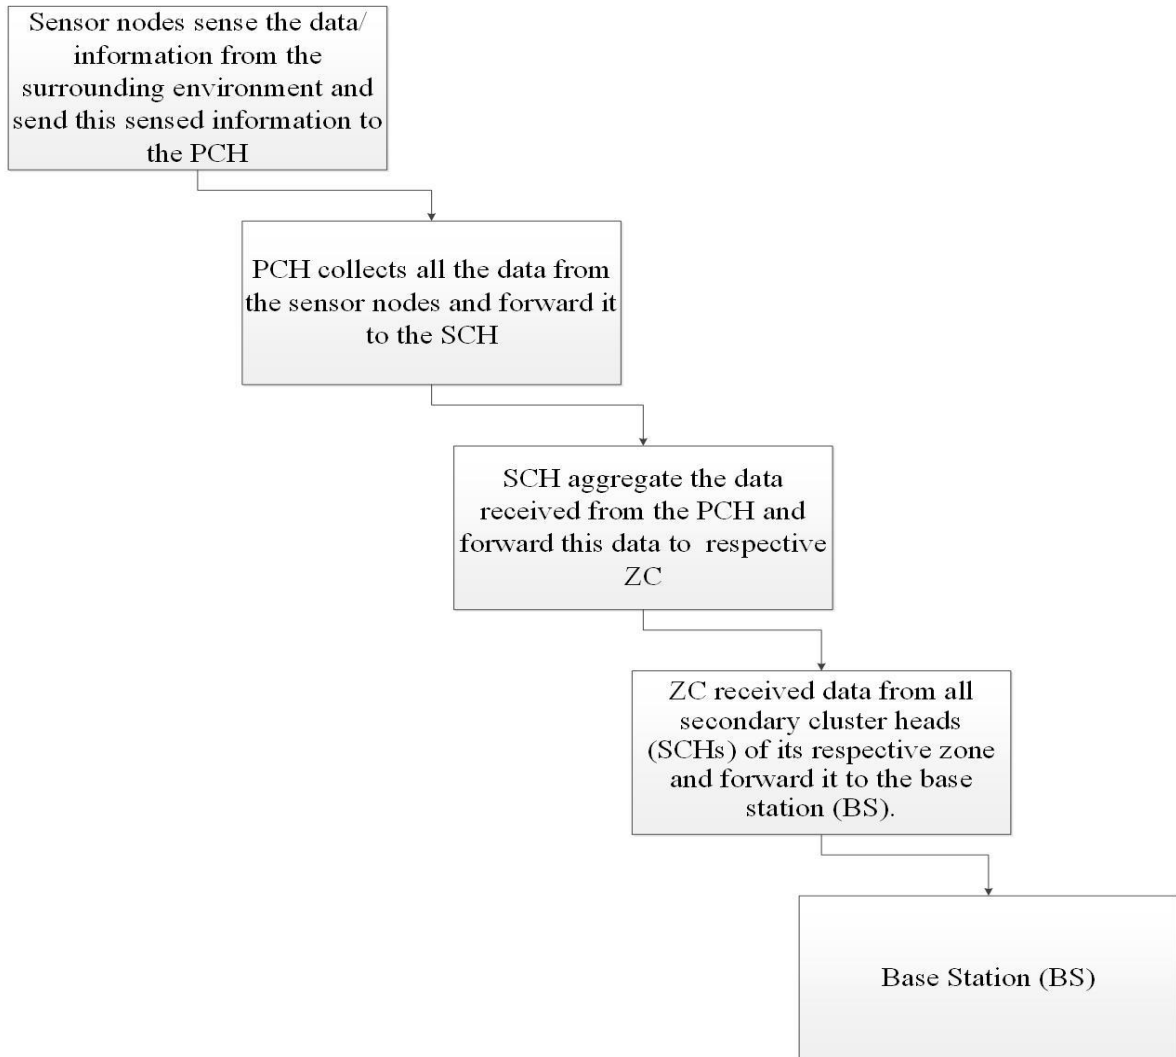 Sensor nodes sense the data/
information from the
surrounding environment and
send this sensed information to
the PCH
PCH collects all the data from
the sensor nodes and forward it
to the SCH
SCH aggregate the data
received from the PCH and
forward this data to respective
ZC
ZC received data from all
secondary cluster heads
(SCHs) of its respective zone
and forward it to the base
station (BS).
Base Station (BS)